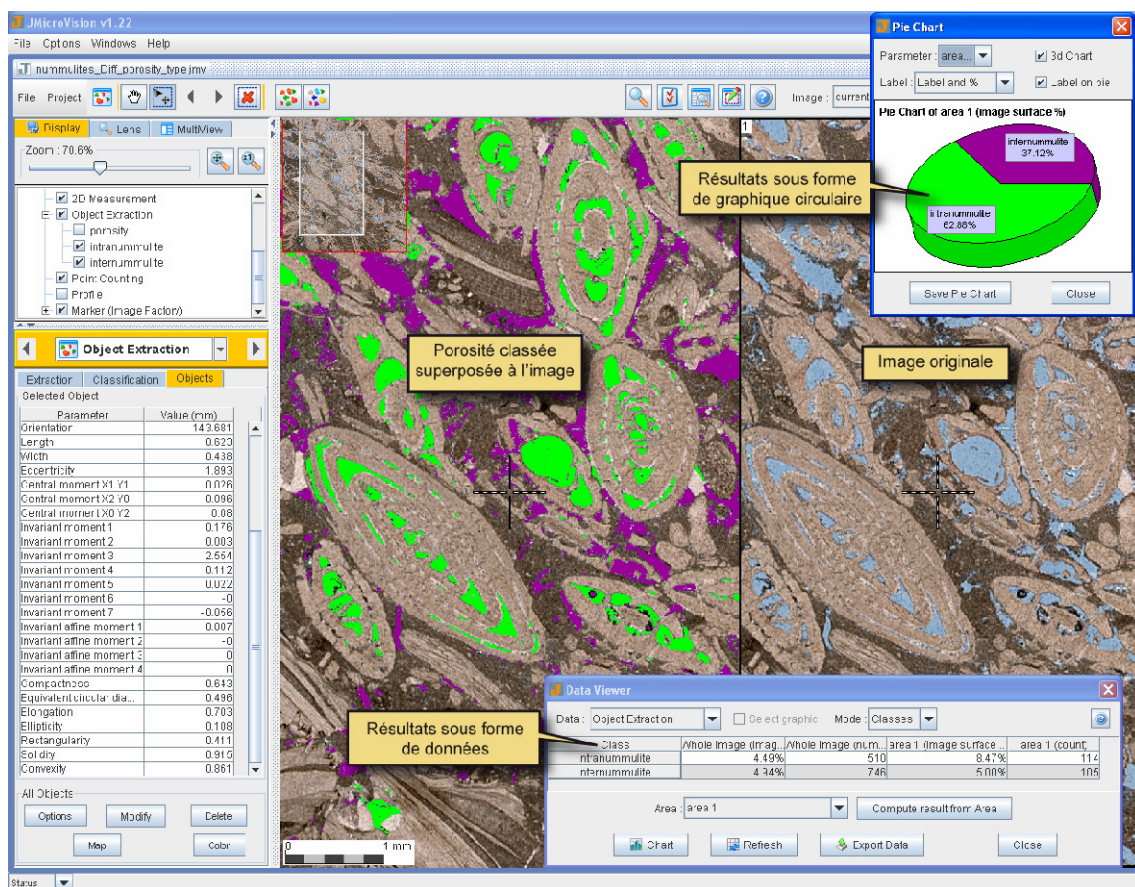 JMicroVision v1.22
File Options Windows Help
nummulites_Diff_porosity_type.jmv
File Project Image : current
Display Lens MultiView
Zoom : 70.6%
2D Measurement
Object Extraction
porosity
intranummulite
internummulite
Point Counting
Profile
Marker (Image Factory)
Object Extraction
Extraction Classification Objects
Selected Object
Parameter Value (mm)
Orientation 143.681
Length 0.623
Width 0.438
Eccentricity 1.893
Central moment X1 Y1 0.026
Central moment X2 Y0 0.096
Central moment X0 Y2 0.08
Invariant moment 1 0.176
Invariant moment 2 0.003
Invariant moment 3 2.554
Invariant moment 4 0.112
Invariant moment 5 0.022
Invariant moment 6 -0
Invariant moment 7 -0.056
Invariant affine moment 1 0.007
Invariant affine moment 2 -0
Invariant affine moment 3 0
Invariant affine moment 4 0
Compactness 0.643
Equivalent circular dia... 0.496
Elongation 0.703
Ellipticity 0.108
Rectangularity 0.411
Solidity 0.915
Convexity 0.861
All Objects
Options Modify Delete
Map Color
Status
1
Porosité classée
superposée à l'image
Image originale
Résultats sous forme
de graphique circulaire
Résultats sous forme
de données
0 1 mm
Pie Chart
Parameter : area... 3d Chart
Label : Label and % Label on pie
Pie Chart of area 1 (image surface %)
internummulite
37.12%
intranummulite
62.88%
Save Pie Chart Close
Data Viewer
Data : Object Extraction Select graphic Mode : Classes
Class Whole Image (imag... Whole Image (num... area 1 (image surface ... area 1 (count)
intranummulite 4.49% 510 8.47% 114
internummulite 4.94% 746 5.00% 105
Area : area 1 Compute result from Area
Chart Refresh Export Data Close